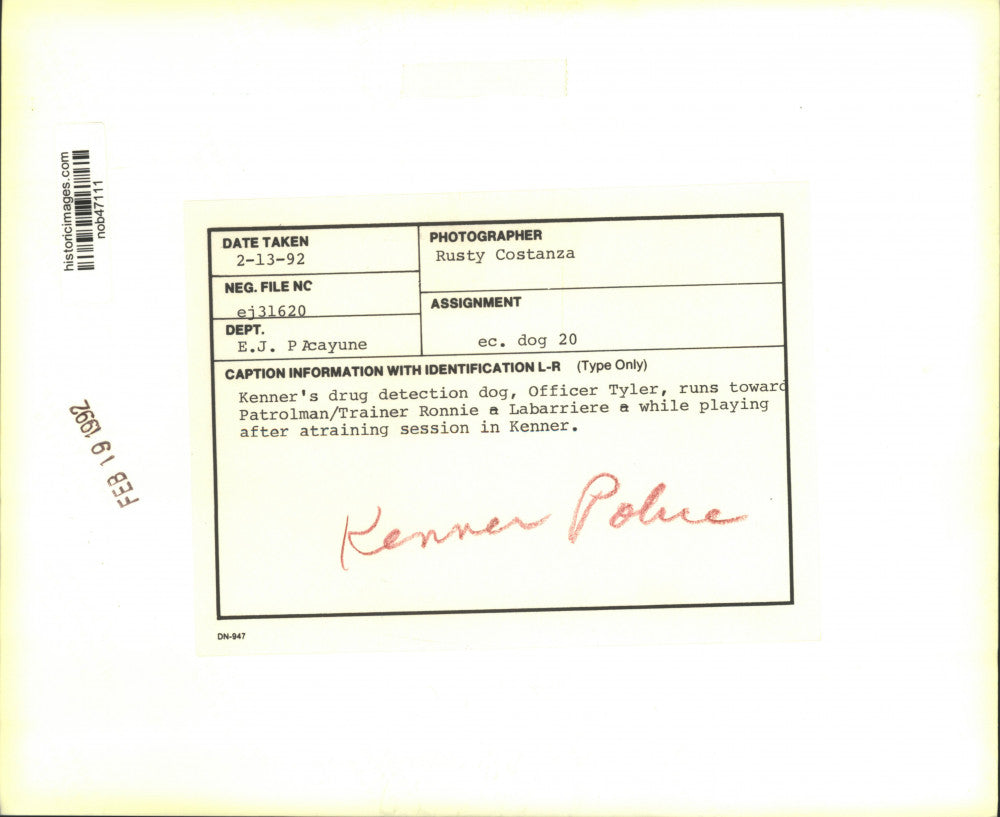 historicimages.com
nob47111
DATE TAKEN
2-13-92
PHOTOGRAPHER
Rusty Costanza
NEG. FILE NO
ej31620
ASSIGNMENT
ec. dog 20
DEPT.
E.J. PAcayune
CAPTION INFORMATION WITH IDENTIFICATION L-R (Type Only)
Kenner's drug detection dog, Officer Tyler, runs toward
Patrolman/Trainer Ronnie a Labarriere a while playing
after atraining session in Kenner.
Kenner Police
DN-947
FEB 19 1992